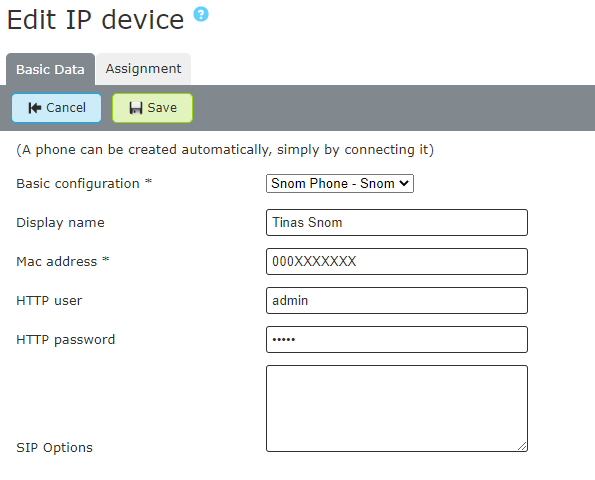 Edit IP device ?
Basic Data Assignment
Cancel Save
(A phone can be created automatically, simply by connecting it)
Basic configuration * Snom Phone - Snom
Display name Tinas Snom
Mac address * 000XXXXXXX
HTTP user admin
HTTP password •••••
SIP Options